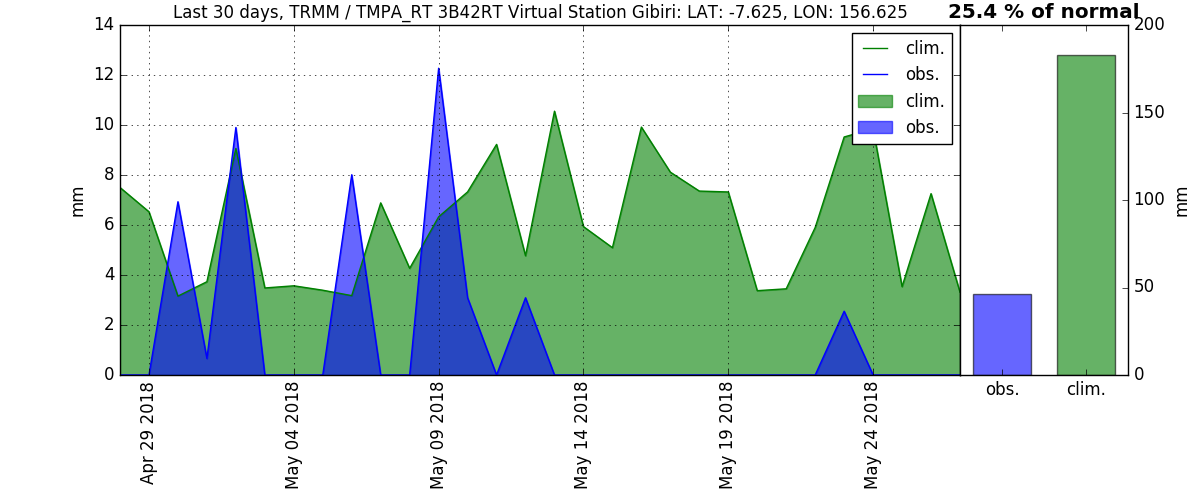 Last 30 days, TRMM / TMPA_RT 3B42RT Virtual Station Gibiri: LAT: -7.625, LON: 156.625
25.4 % of normal
14
12
10
8
6
4
2
0
mm
clim.
obs.
clim.
obs.
Apr 29 2018
May 04 2018
May 09 2018
May 14 2018
May 19 2018
May 24 2018
200
150
100
50
0
mm
obs.
clim.